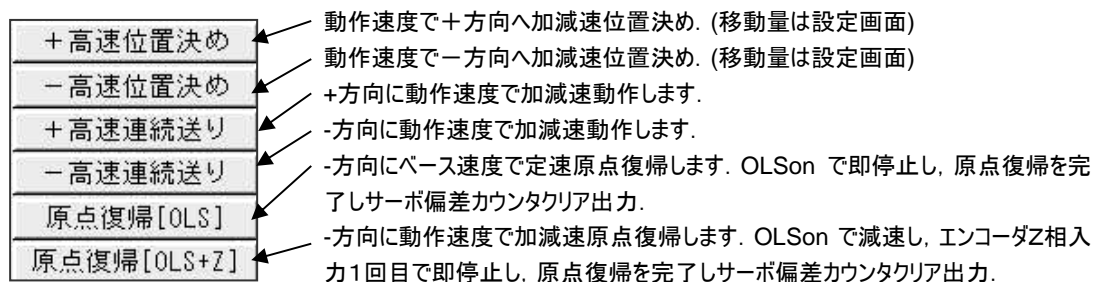 ＋高速位置決め
－高速位置決め
＋高速連続送り
－高速連続送り
原点復帰[OLS]
原点復帰[OLS+Z]
動作速度で＋方向へ加減速位置決め. (移動量は設定画面)
動作速度で－方向へ加減速位置決め. (移動量は設定画面)
+方向に動作速度で加減速動作します.
-方向に動作速度で加減速動作します.
-方向にベース速度で定速原点復帰します. OLSon で即停止し, 原点復帰を完
了しサーボ偏差カウンタクリア出力.
-方向に動作速度で加減速原点復帰します. OLSon で減速し, エンコーダZ相入
力１回目で即停止し, 原点復帰を完了しサーボ偏差カウンタクリア出力.